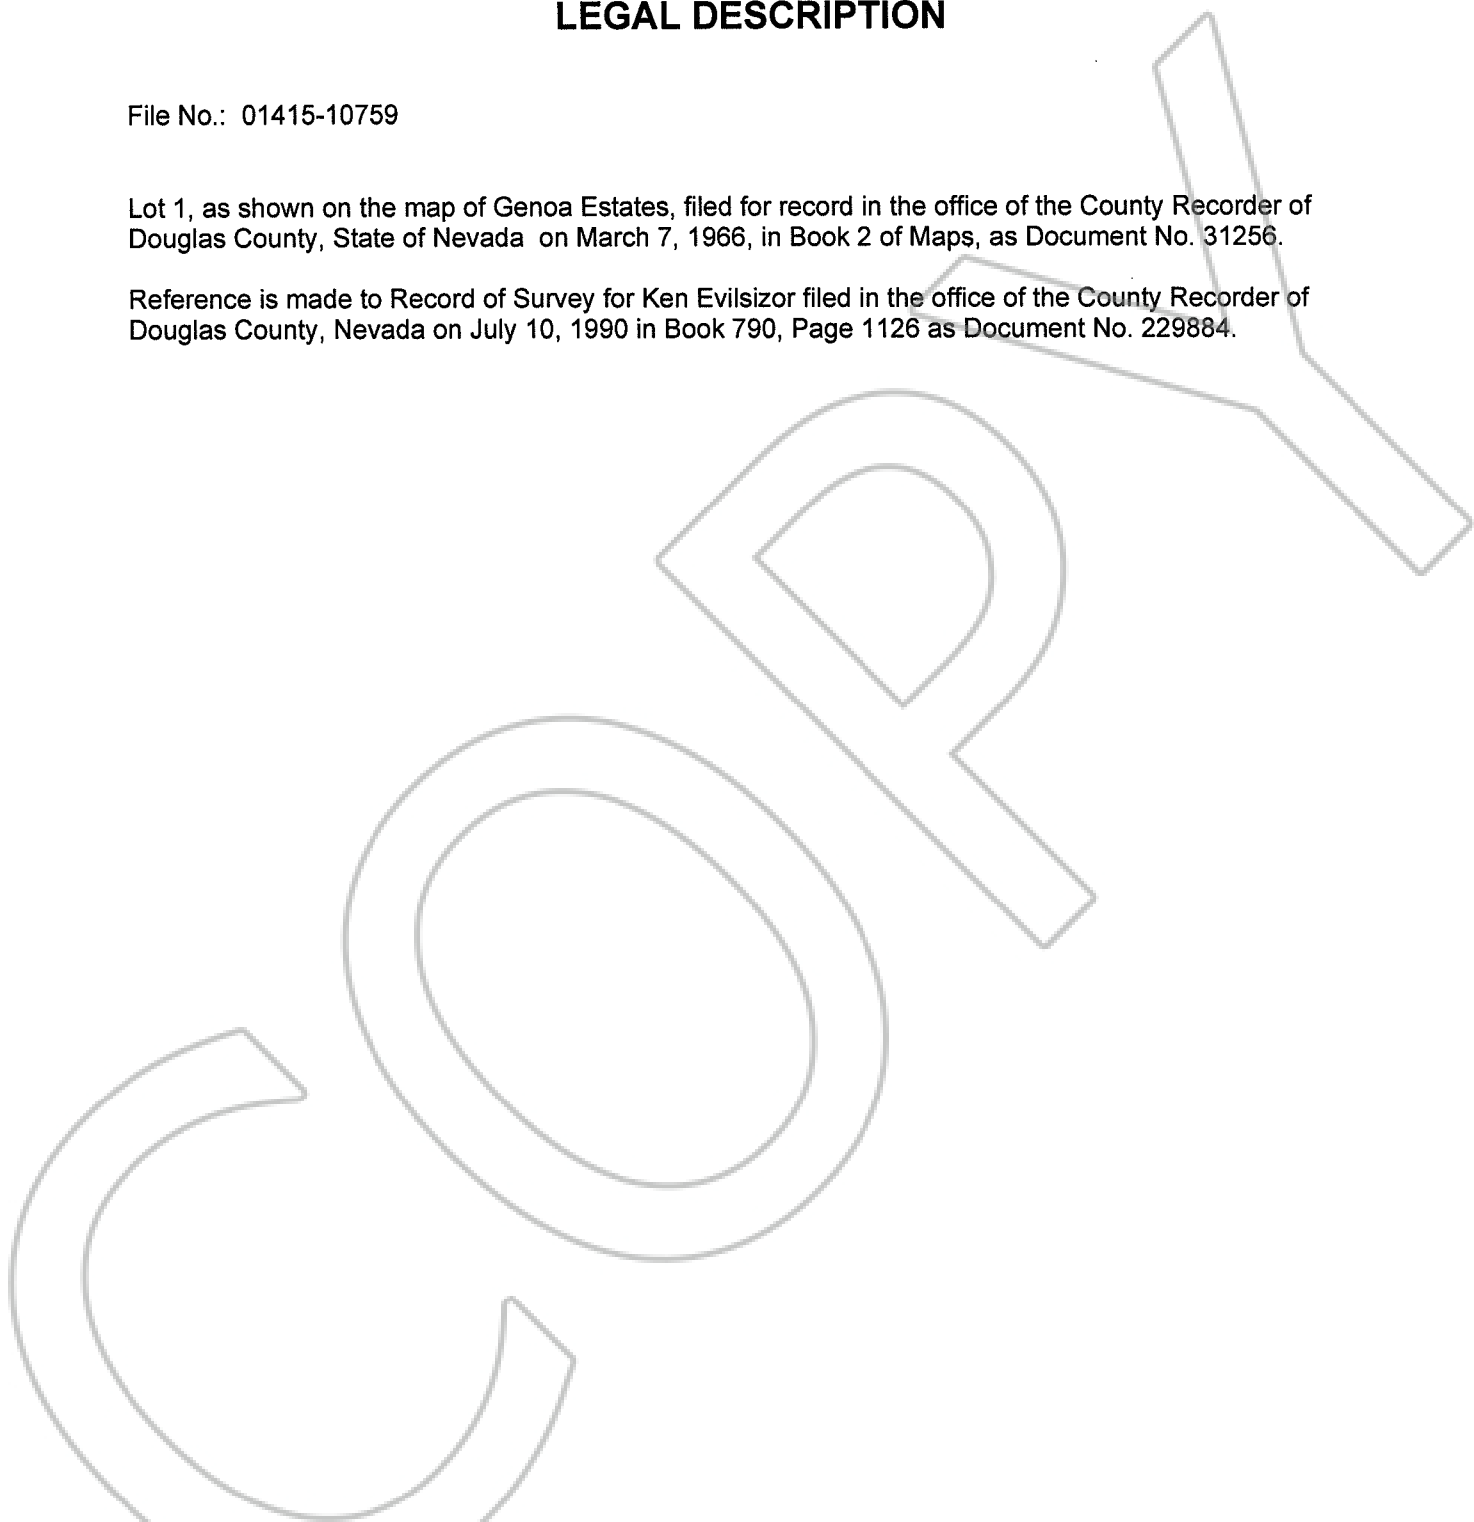 LEGAL DESCRIPTION
File No.: 01415-10759
Lot 1, as shown on the map of Genoa Estates, filed for record in the office of the County Recorder of
Douglas County, State of Nevada on March 7, 1966, in Book 2 of Maps, as Document No. 31256.
Reference is made to Record of Survey for Ken Evilsizor filed in the office of the County Recorder of
Douglas County, Nevada on July 10, 1990 in Book 790, Page 1126 as Document No. 229884.
COPY